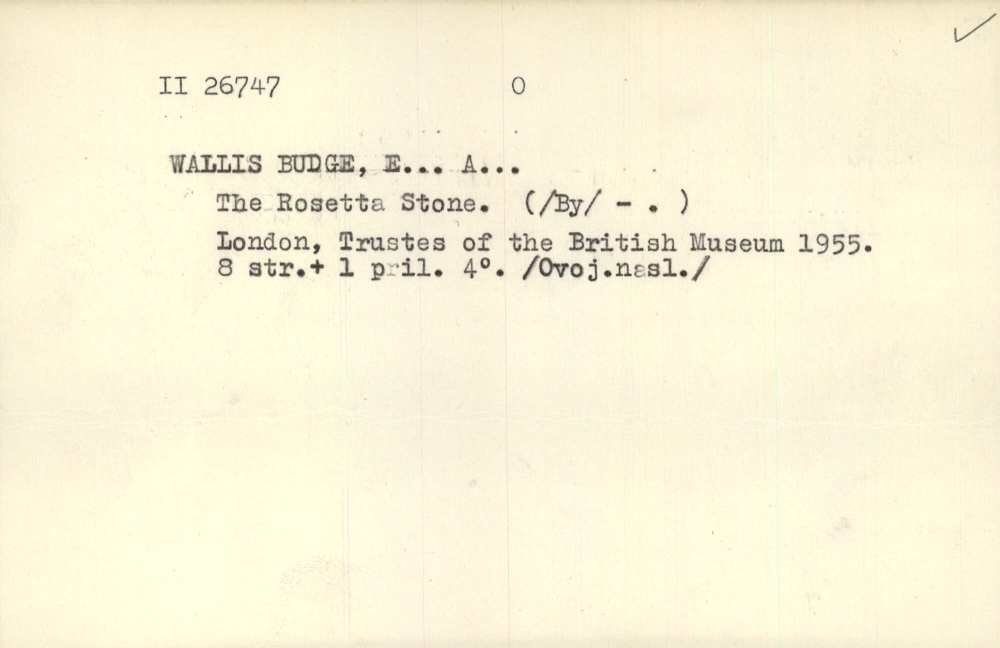 II 26747 O
WALLIS BUDGE, E... A...
The Rosetta Stone. (/By/ - . )
London, Trustes of the British Museum 1955.
8 str.+ 1 pril. 4°. /Ovoj.nasl./